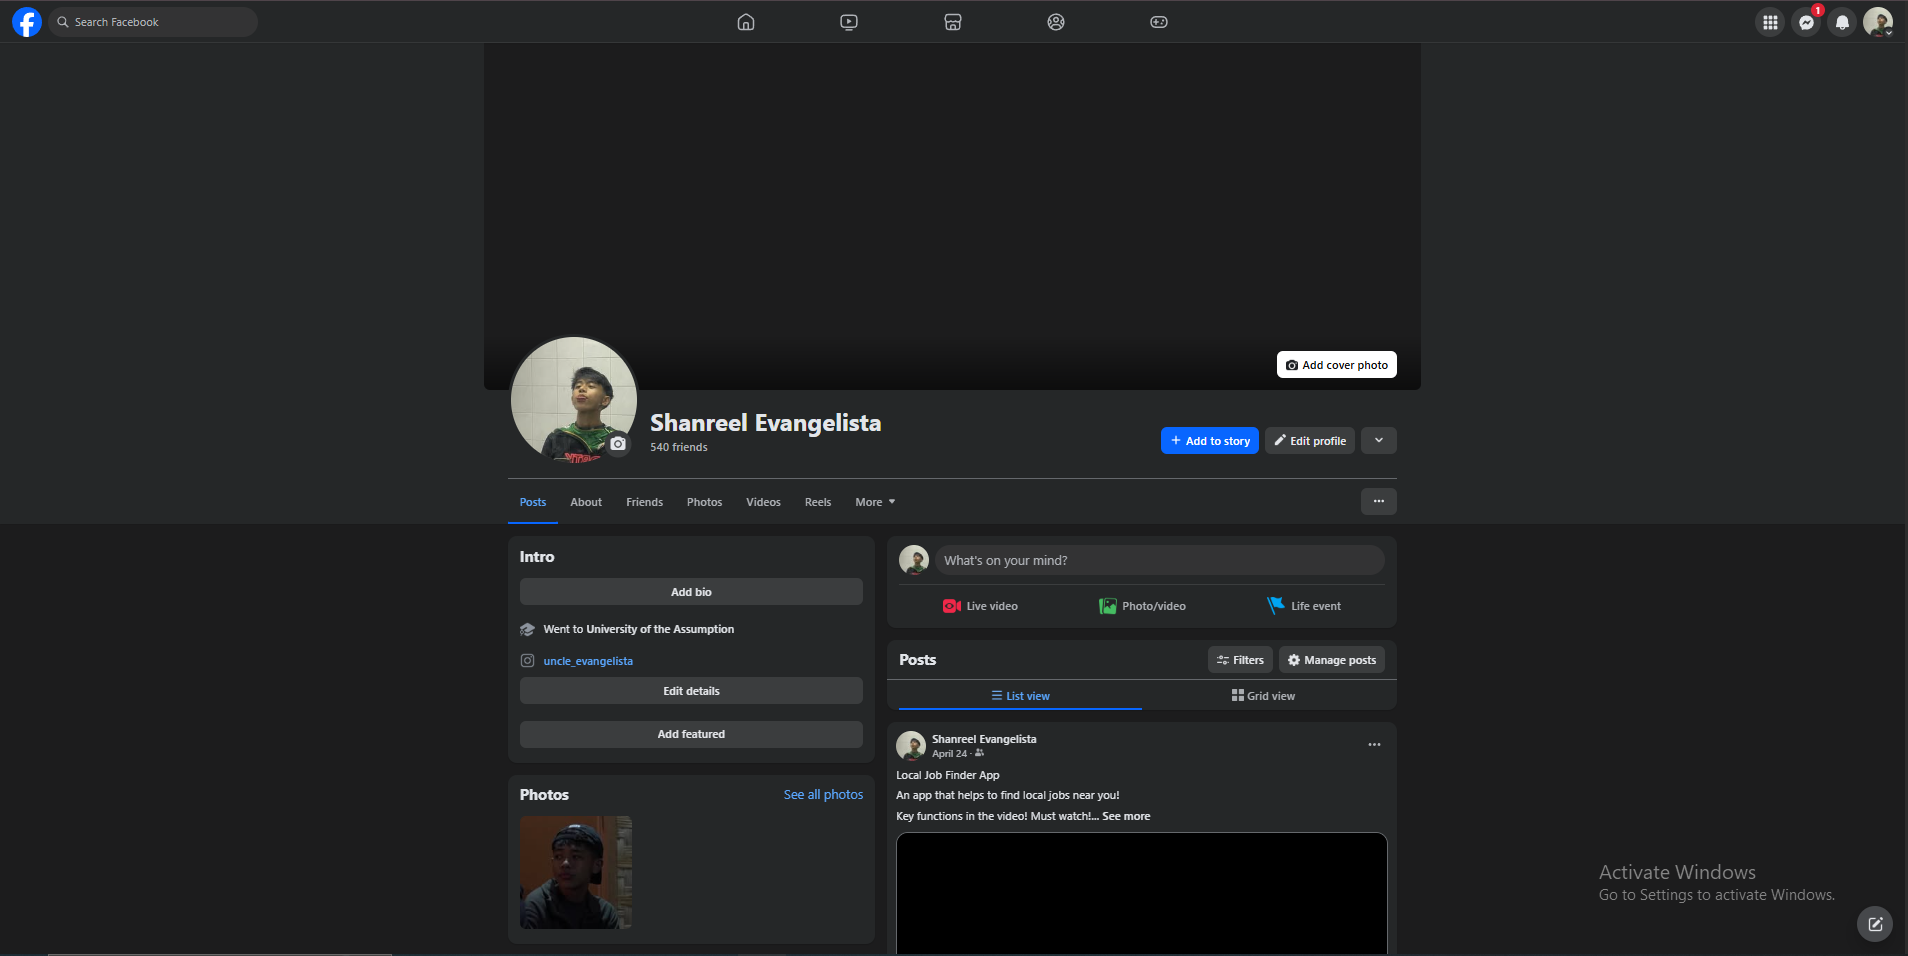 Search Facebook
1
Add cover photo
Shanreel Evangelista
540 friends
+ Add to story
Edit profile
Posts
About
Friends
Photos
Videos
Reels
More
Intro
Add bio
Went to University of the Assumption
uncle_evangelista
Edit details
Add featured
Photos
See all photos
What's on your mind?
Live video
Photo/video
Life event
Posts
Filters
Manage posts
List view
Grid view
Shanreel Evangelista
April 24 ·
Local Job Finder App
An app that helps to find local jobs near you!
Key functions in the video! Must watch!... See more
Activate Windows
Go to Settings to activate Windows.